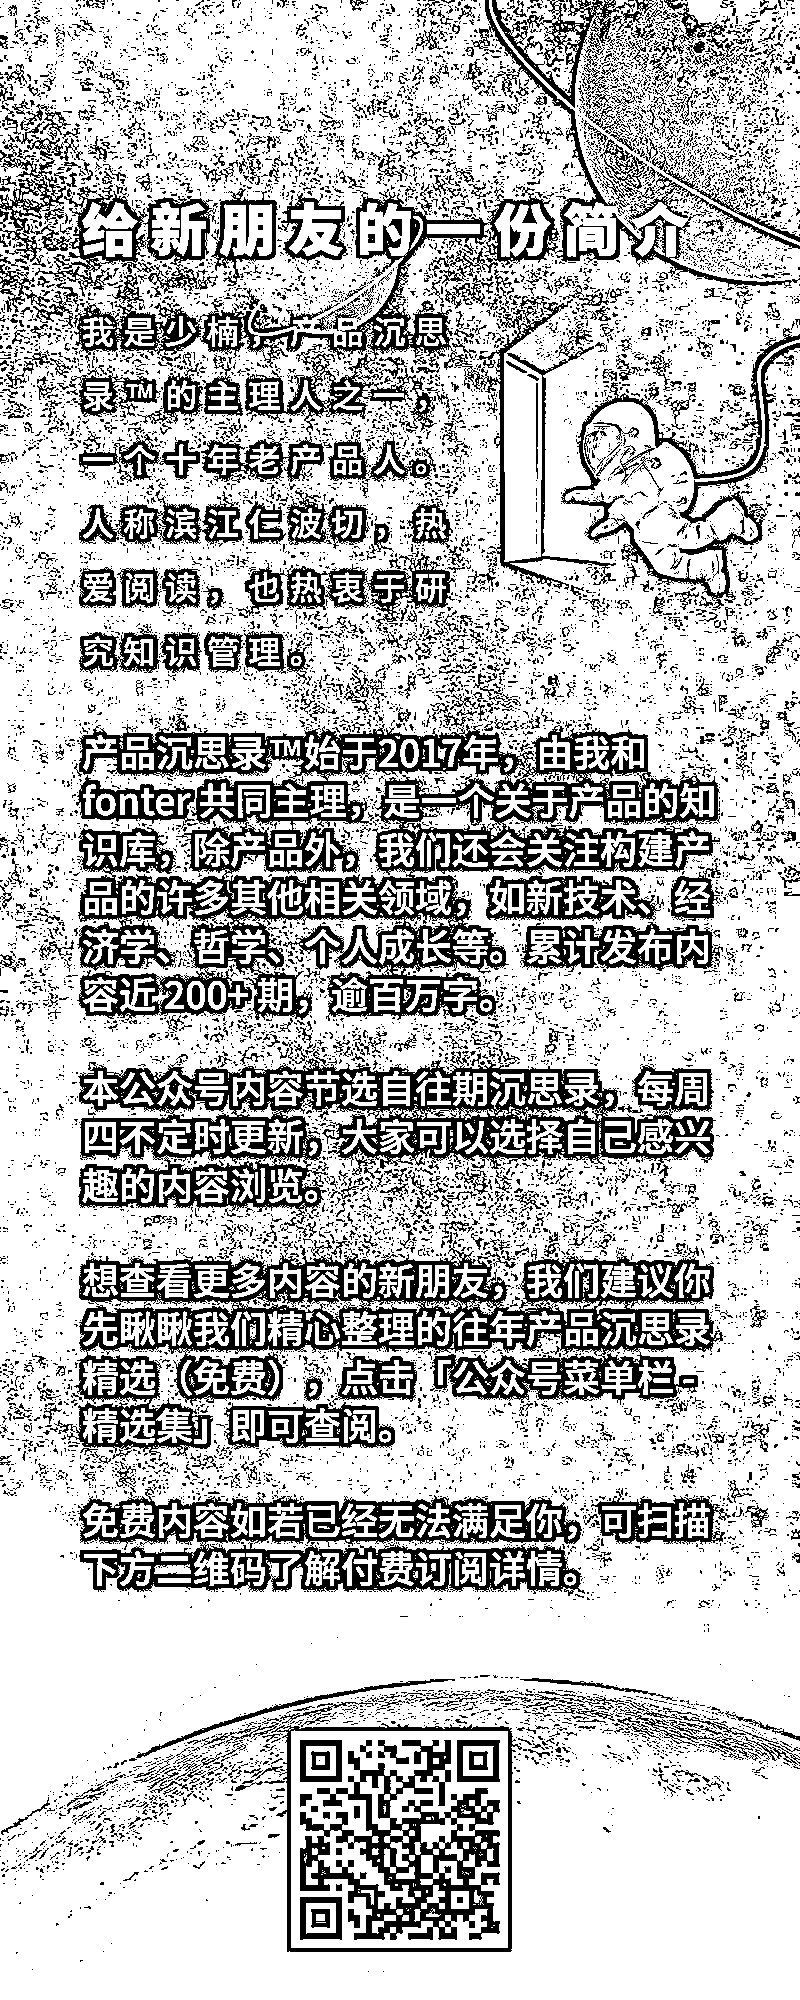 给新朋友的一份简介
我是少楠，产品沉思
录™的主理人之一，
一个十年老产品人。
人称滨江仁波切，热
爱阅读，也热衷于研
究知识管理。
产品沉思录™始于2017年，由我和
fonter 共同主理，是一个关于产品的知
识库，除产品外，我们还会关注构建产
品的许多其他相关领域，如新技术、经
济学、哲学、个人成长等。累计发布内
容近 200+ 期，逾百万字。
本公众号内容节选自往期沉思录，每周
四不定时更新，大家可以选择自己感兴
趣的内容浏览。
想查看更多内容的新朋友，我们建议你
先瞅瞅我们精心整理的往年产品沉思录
精选（免费），点击「公众号菜单栏 -
精选集」即可查阅。
免费内容如若已经无法满足你，可扫描
下方二维码了解付费订阅详情。